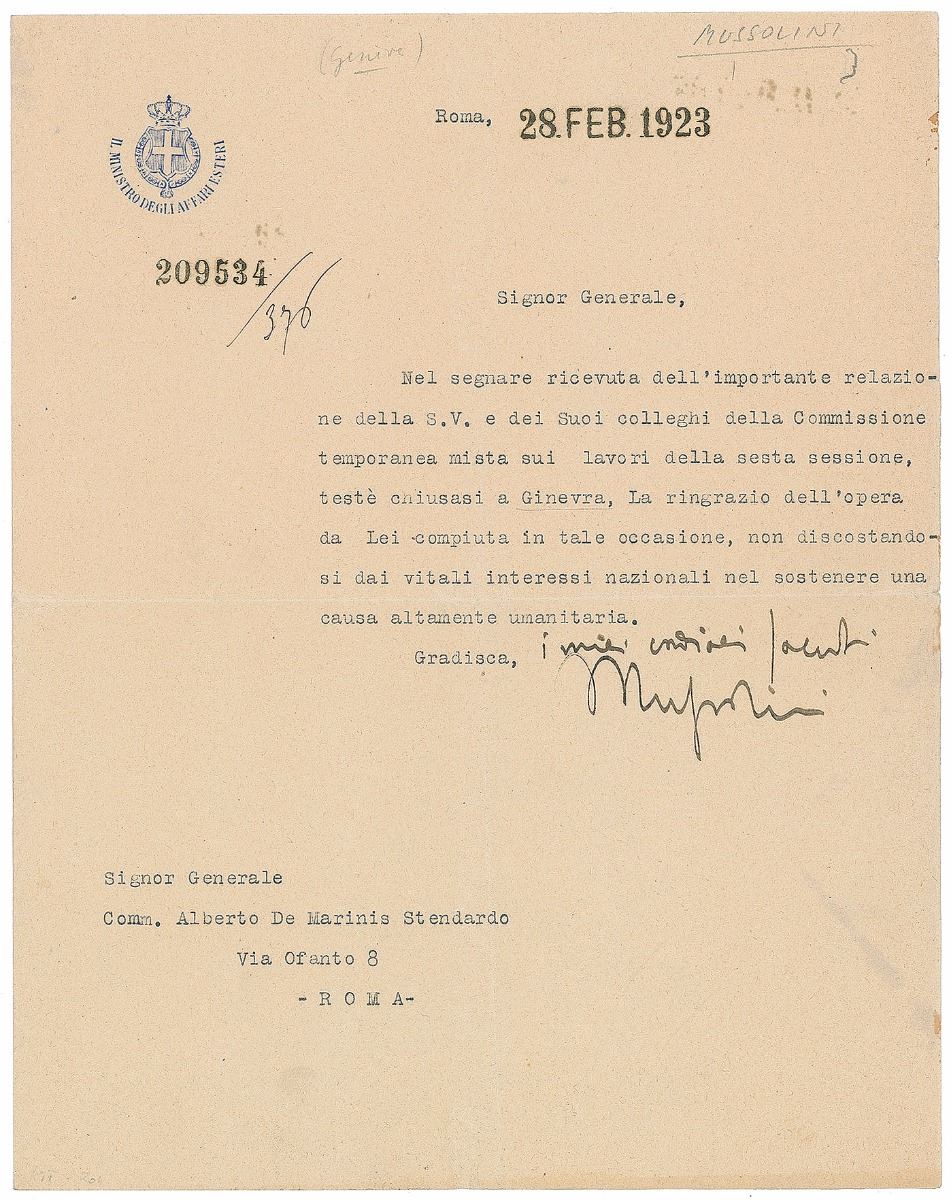 (Genève)
MUSSOLINI
IL MINISTRO DEGLI AFFARI ESTERI
Roma, 28.FEB.1923
209534/376
Signor Generale,
Nel segnare ricevuta dell'importante relazio-
ne della S.V. e dei Suoi colleghi della Commissione
temporanea mista sui lavori della sesta sessione,
testè chiusasi a Ginevra, La ringrazio dell'opera
da Lei compiuta in tale occasione, non discostando-
si dai vitali interessi nazionali nel sostenere una
causa altamente umanitaria.
Gradisca, i miei cordiali saluti
Mussolini
Signor Generale
Comm. Alberto De Marinis Stendardo
Via Ofanto 8
-R O M A-